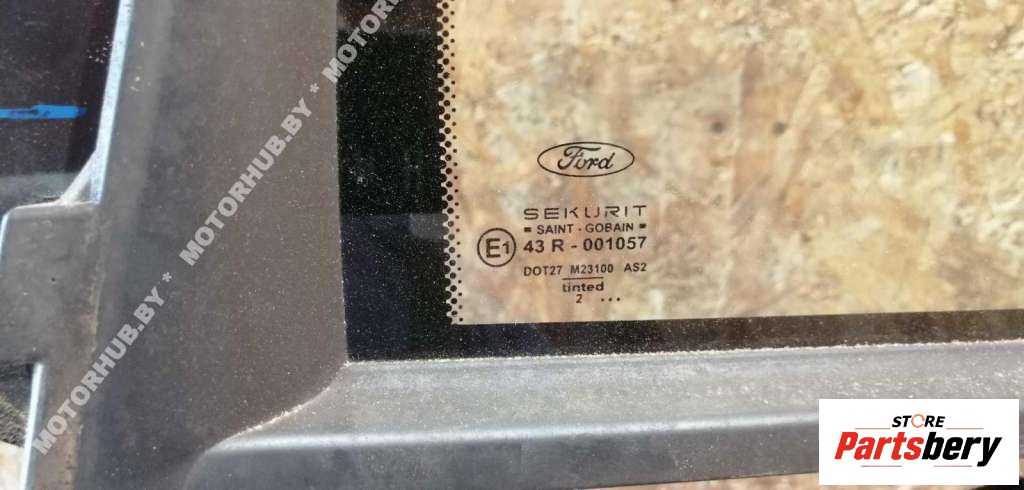 MOTORHUB.BY * MOTORHUB.BY * MOTORHUB.BY * M
Ford
SEKURIT
SAINT - GOBAIN
E1 43 R - 001057
DOT27 M23100 AS2
tinted
2 ...
STORE
Partsbery